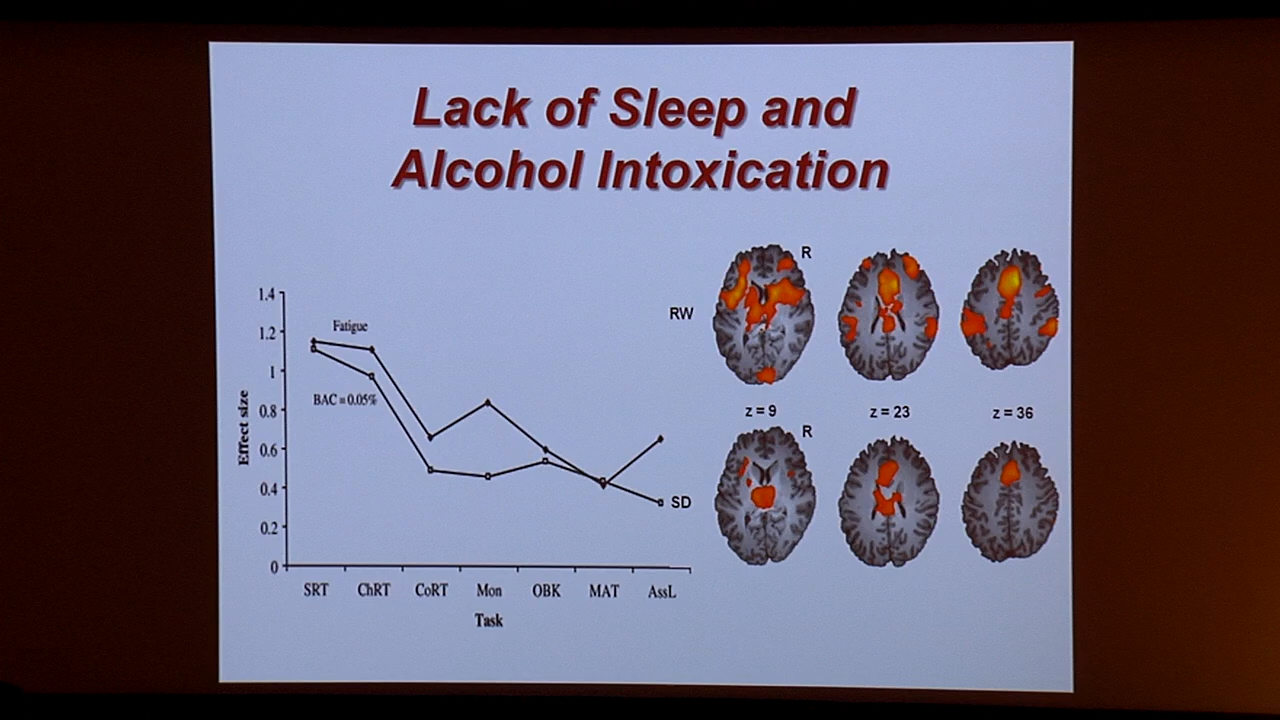 Lack of Sleep and
Alcohol Intoxication
1.4
1.2
1
0.8
0.6
0.4
0.2
0
Effect size
Fatigue
BAC = 0.05%
SRT ChRT CoRT Mon OBK MAT AssL
Task
R
RW
z = 9 z = 23 z = 36
R
SD